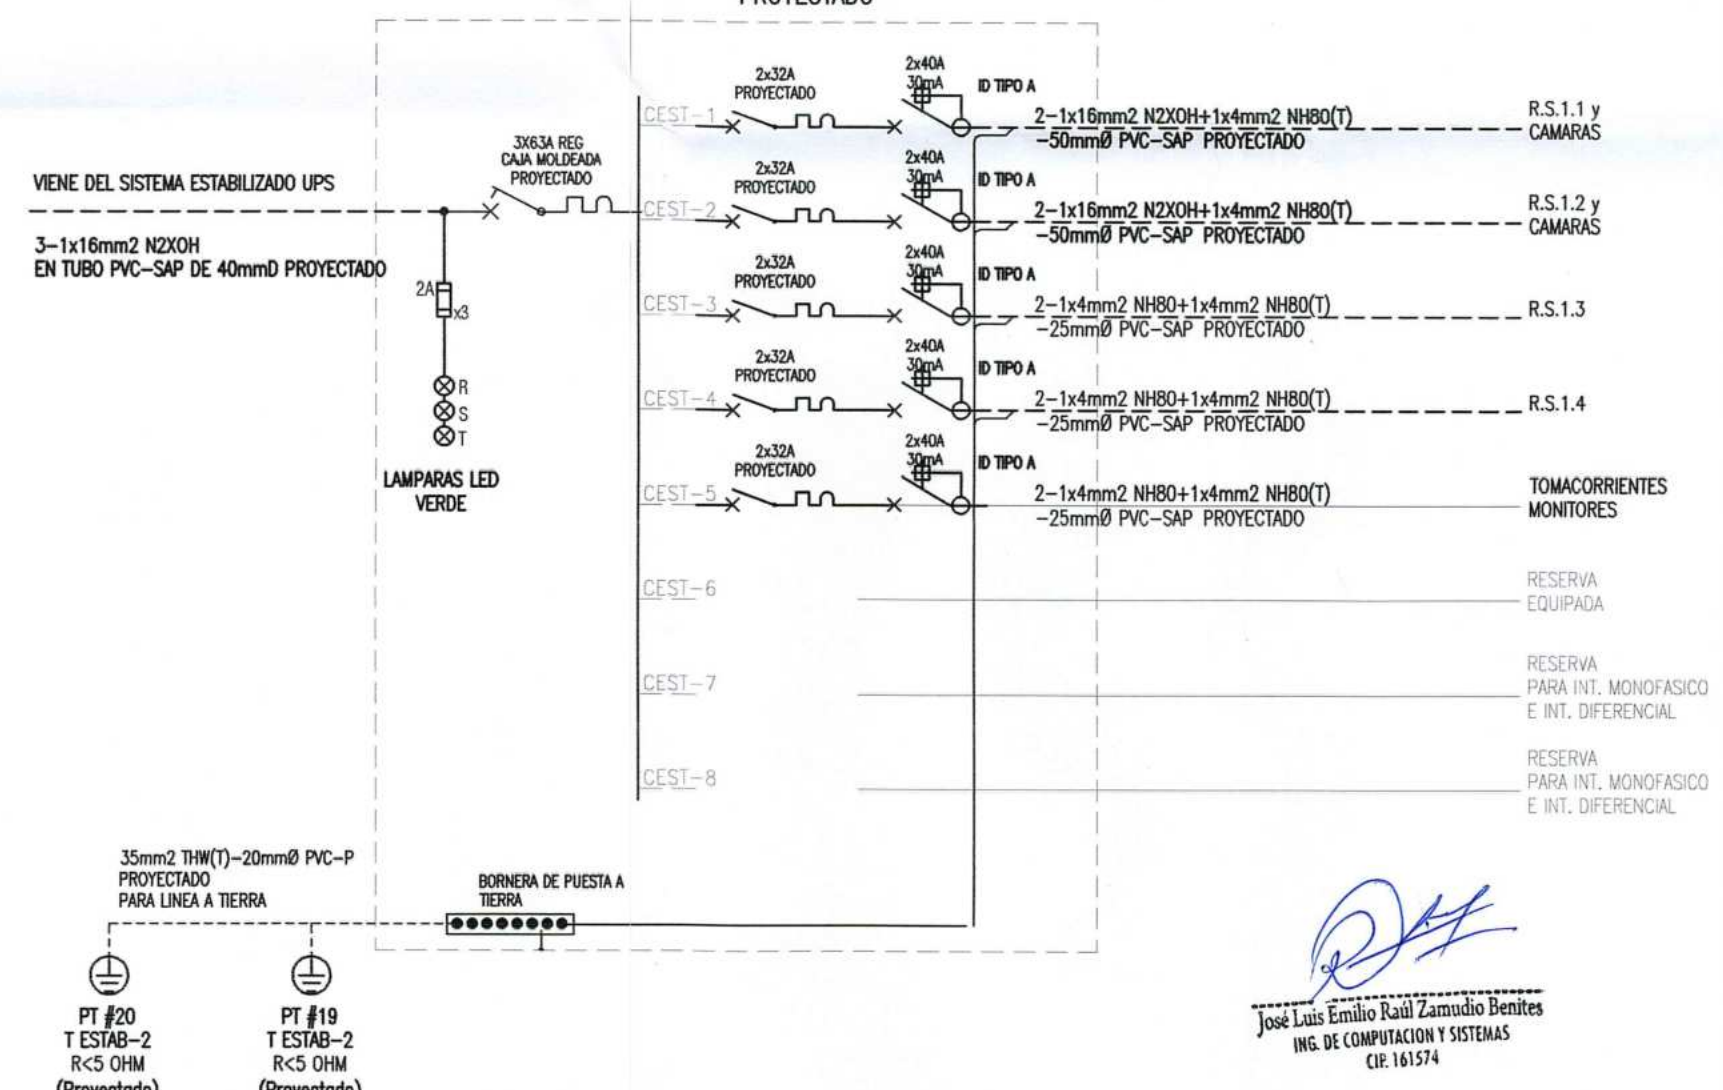 PROYECTADO
VIENE DEL SISTEMA ESTABILIZADO UPS
3-1x16mm2 N2XOH
EN TUBO PVC-SAP DE 40mmD PROYECTADO
3X63A REG
CAJA MOLDEADA
PROYECTADO
2A
x3
R
S
T
LAMPARAS LED
VERDE
CEST-1
2x32A
PROYECTADO
2x40A
30mA
ID TIPO A
2-1x16mm2 N2XOH+1x4mm2 NH80(T)
-50mmØ PVC-SAP PROYECTADO
R.S.1.1 y
CAMARAS
CEST-2
2x32A
PROYECTADO
2x40A
30mA
ID TIPO A
2-1x16mm2 N2XOH+1x4mm2 NH80(T)
-50mmØ PVC-SAP PROYECTADO
R.S.1.2 y
CAMARAS
CEST-3
2x32A
PROYECTADO
2x40A
30mA
ID TIPO A
2-1x4mm2 NH80+1x4mm2 NH80(T)
-25mmØ PVC-SAP PROYECTADO
R.S.1.3
CEST-4
2x32A
PROYECTADO
2x40A
30mA
ID TIPO A
2-1x4mm2 NH80+1x4mm2 NH80(T)
-25mmØ PVC-SAP PROYECTADO
R.S.1.4
CEST-5
2x32A
PROYECTADO
2x40A
30mA
ID TIPO A
2-1x4mm2 NH80+1x4mm2 NH80(T)
-25mmØ PVC-SAP PROYECTADO
TOMACORRIENTES
MONITORES
CEST-6
RESERVA
EQUIPADA
CEST-7
RESERVA
PARA INT. MONOFASICO
E INT. DIFERENCIAL
CEST-8
RESERVA
PARA INT. MONOFASICO
E INT. DIFERENCIAL
35mm2 THW(T)-20mmØ PVC-P
PROYECTADO
PARA LINEA A TIERRA
BORNERA DE PUESTA A
TIERRA
PT #20
T ESTAB-2
R<5 OHM
(Proyectado)
PT #19
T ESTAB-2
R<5 OHM
(Proyectado)
José Luis Emilio Raúl Zamudio Benites
ING. DE COMPUTACION Y SISTEMAS
CIP. 161574